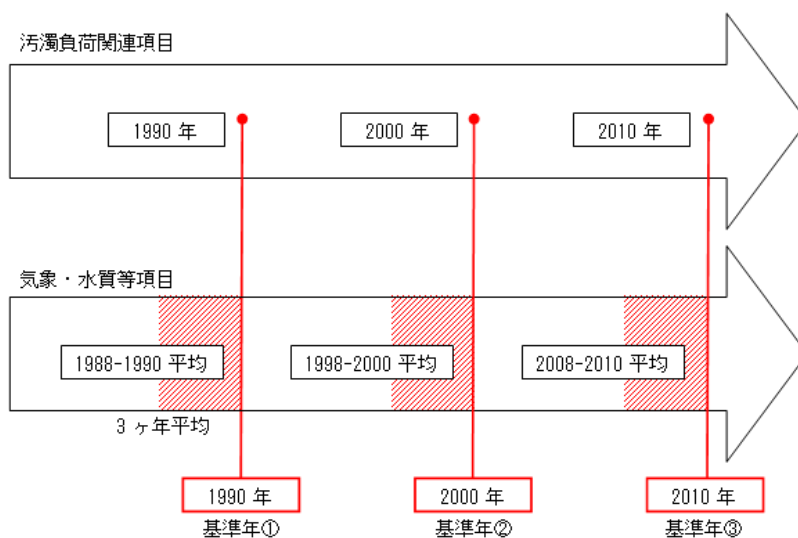 汚濁負荷関連項目
1990 年
2000 年
2010 年
気象・水質等項目
1988-1990 平均
1998-2000 平均
2008-2010 平均
3 ヶ年平均
1990 年
2000 年
2010 年
基準年①
基準年②
基準年③